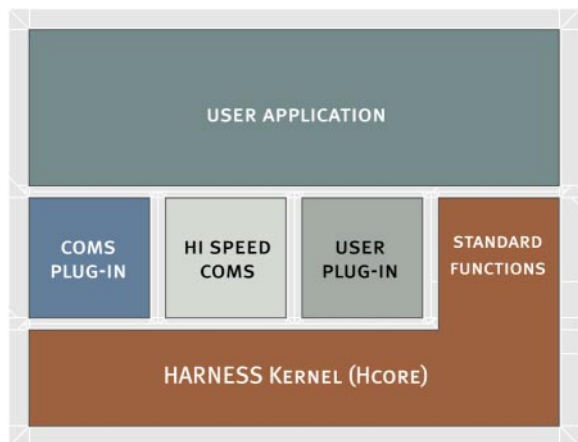 USER APPLICATION
COMS
PLUG-IN
HI SPEED
COMS
USER
PLUG-IN
STANDARD
FUNCTIONS
HARNESS KERNEL (HCORE)